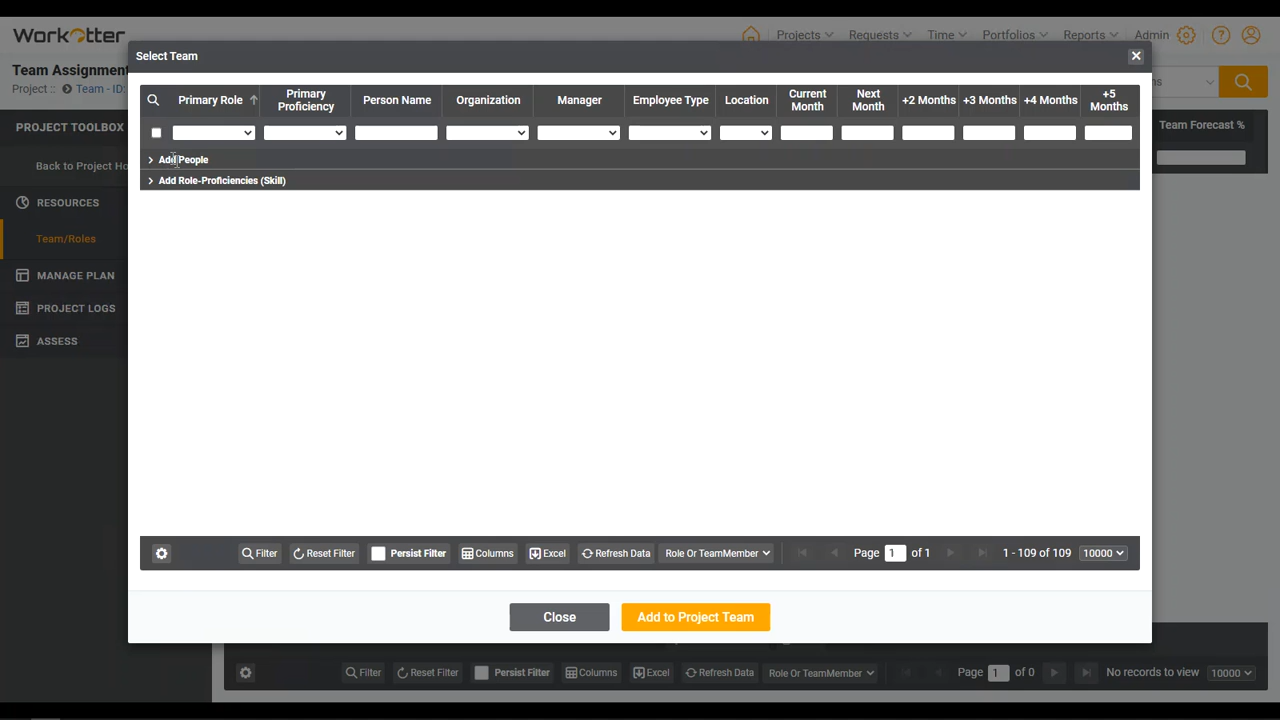 WorkOtter
Projects Requests Time Portfolios Reports Admin
Team Assignment
Project :: Team - ID:
Select Team
Primary Role
Primary Proficiency
Person Name
Organization
Manager
Employee Type
Location
Current Month
Next Month
+2 Months
+3 Months
+4 Months
+5 Months
Add People
Add Role-Proficiencies (Skill)
PROJECT TOOLBOX
Back to Project Ho
RESOURCES
Team/Roles
MANAGE PLAN
PROJECT LOGS
ASSESS
Team Forecast %
Filter Reset Filter Persist Filter Columns Excel Refresh Data Role Or TeamMember Page 1 of 1 1 - 109 of 109 10000
Close Add to Project Team
Filter Reset Filter Persist Filter Columns Excel Refresh Data Role Or TeamMember Page 1 of 0 No records to view 10000